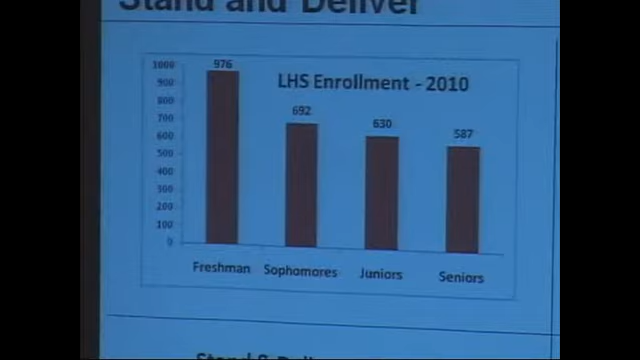 Stand and Deliver
LHS Enrollment - 2010
1000
900
800
700
600
500
400
300
200
100
0
976
692
630
587
Freshman
Sophomores
Juniors
Seniors
Stand &